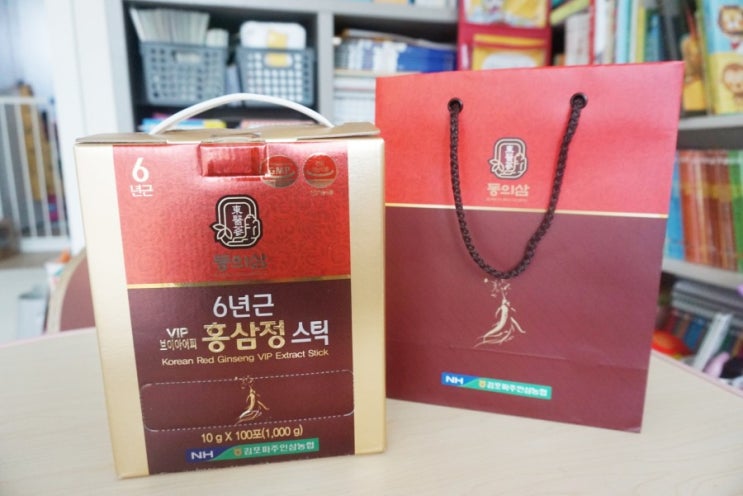 6
년근
GMP
東醫蔘
동의삼
6년근
VIP
브이아이피 홍삼정 스틱
Korean Red Ginseng VIP Extract Stick
10 g X 100포(1,000 g)
NH 김포파주인삼농협
東醫蔘
동의삼
NH 김포파주인삼농협